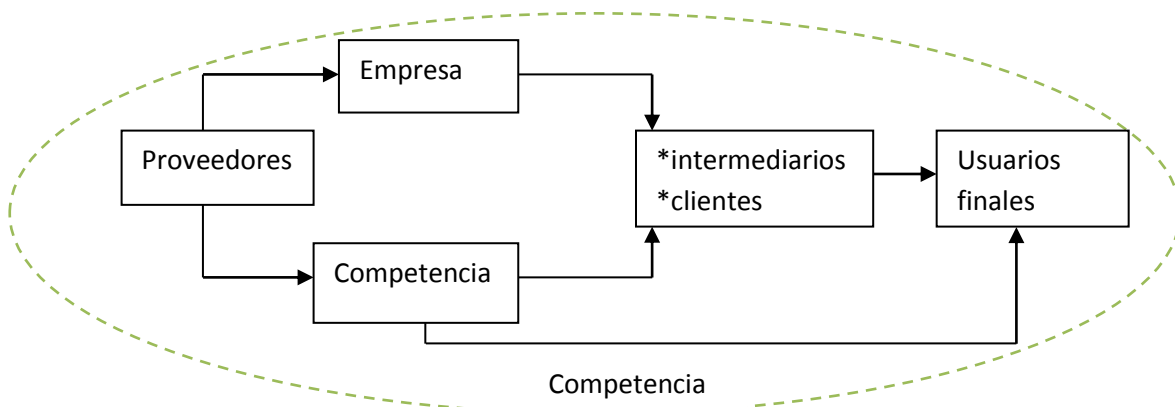 Empresa
Proveedores
*intermediarios
*clientes
Usuarios
finales
Competencia
Competencia